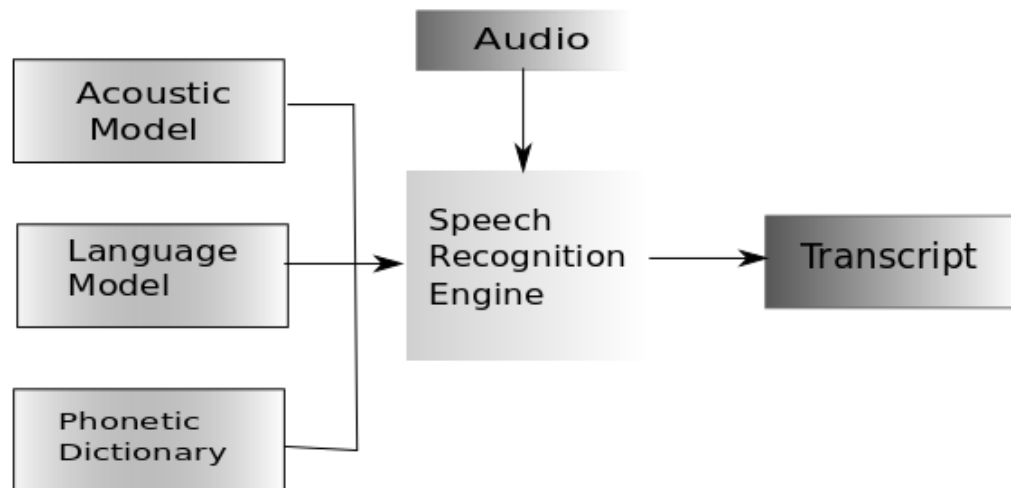 Audio
Acoustic
Model
Language
Model
Phonetic
Dictionary
Speech
Recognition
Engine
Transcript